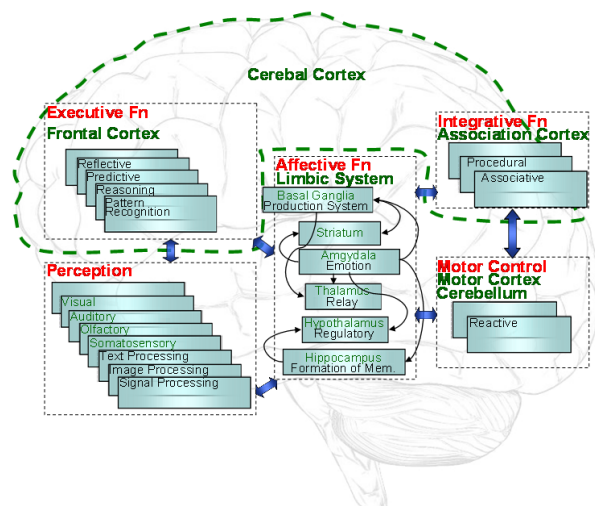 Cerebal Cortex
Executive Fn
Frontal Cortex
Reflective
Predictive
Reasoning
Pattern
Recognition
Affective Fn
Limbic System
Basal Ganglia
Production System
Striatum
Amgydala
Emotion
Thalamus
Relay
Hypothalamus
Regulatory
Hippocampus
Formation of Mem.
Integrative Fn
Association Cortex
Procedural
Associative
Perception
Visual
Auditory
Olfactory
Somatosensory
Text Processing
Image Processing
Signal Processing
Motor Control
Motor Cortex
Cerebellum
Reactive